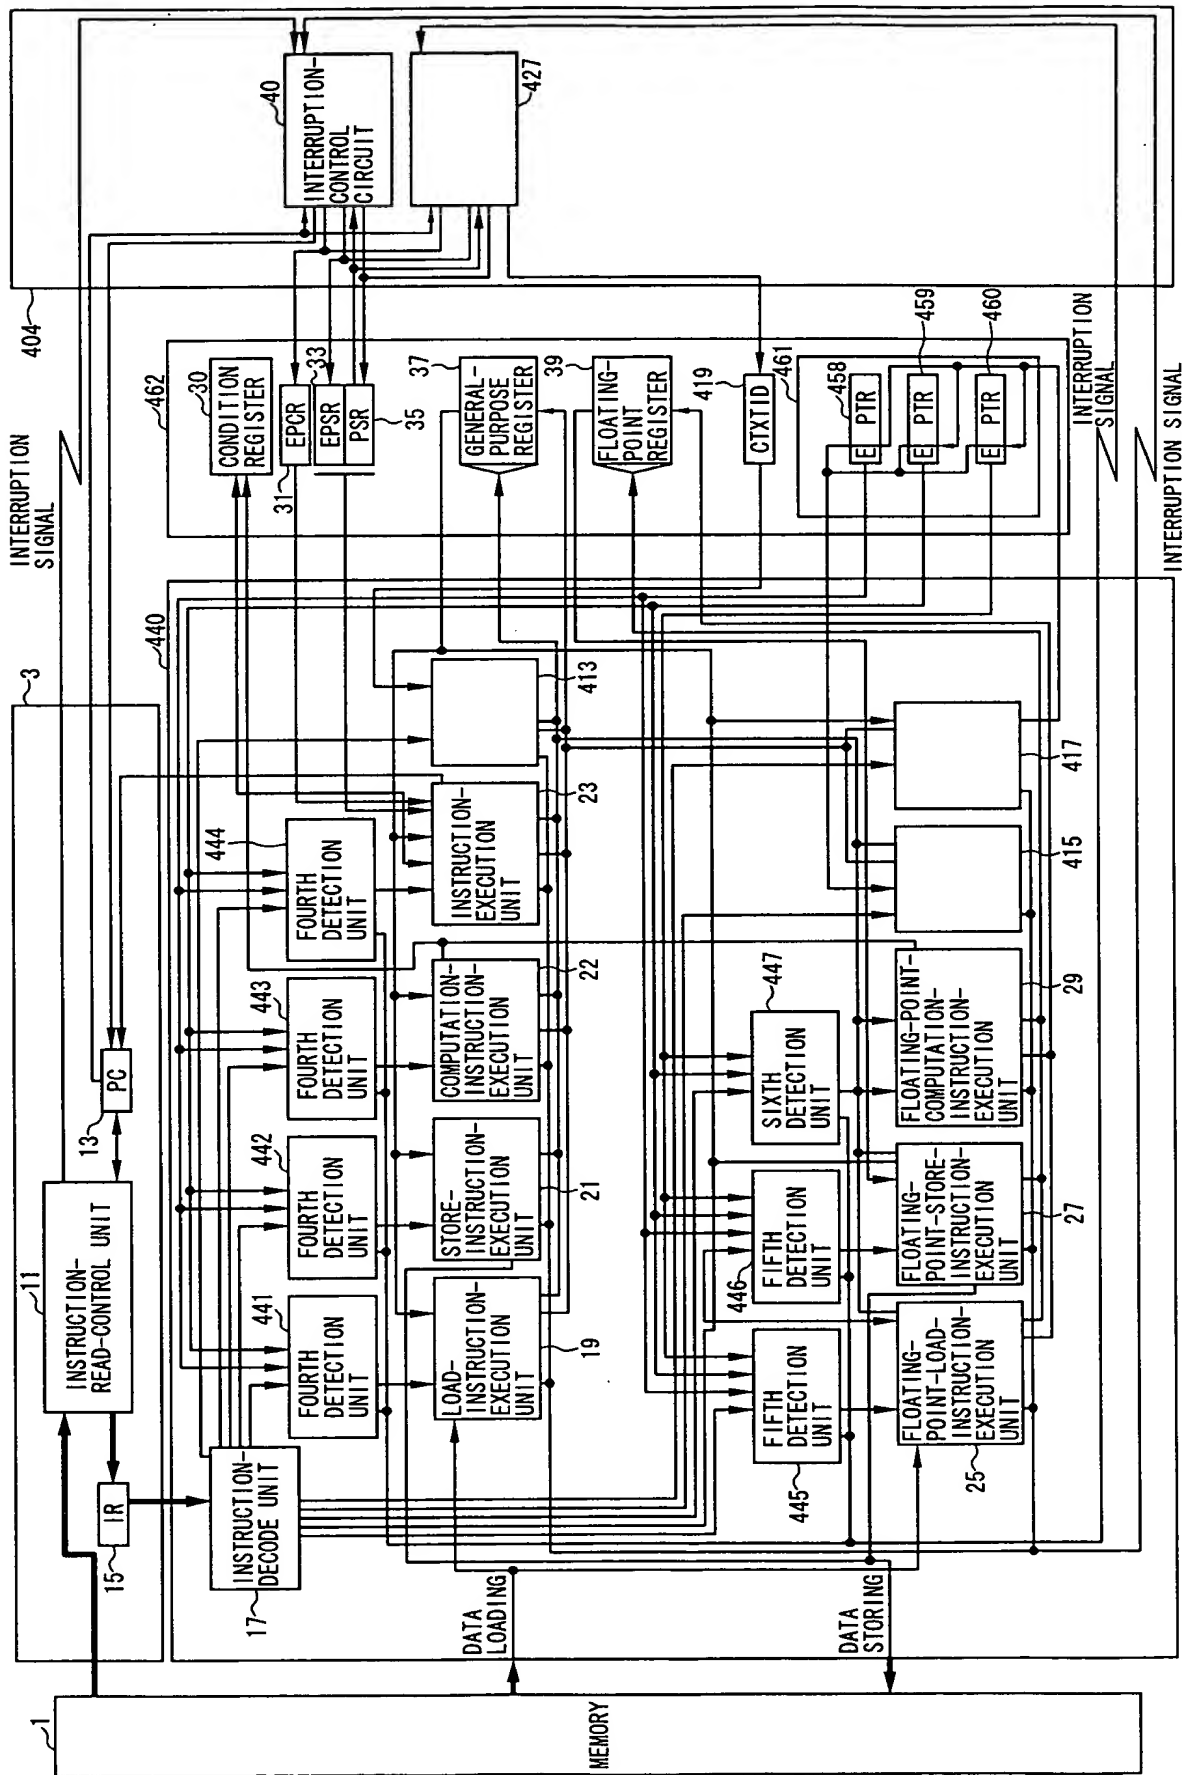 1
MEMORY
3
11
INSTRUCTION-
READ-CONTROL UNIT
13
PC
15
IR
INTERRUPTION
SIGNAL
17
INSTRUCTION-
DECODE UNIT
440
441
FOURTH
DETECTION
UNIT
442
FOURTH
DETECTION
UNIT
443
FOURTH
DETECTION
UNIT
444
FOURTH
DETECTION
UNIT
LOAD-
INSTRUCTION-
EXECUTION
UNIT
19
STORE-
INSTRUCTION-
EXECUTION
UNIT
21
COMPUTATION-
INSTRUCTION-
EXECUTION
UNIT
22
INSTRUCTION-
EXECUTION
UNIT
23
413
DATA
LOADING
DATA
STORING
FIFTH
DETECTION
UNIT
445
446
FIFTH
DETECTION
UNIT
447
SIXTH
DETECTION
UNIT
FLOATING-
POINT-LOAD-
INSTRUCTION-
EXECUTION
UNIT
25
FLOATING-
POINT-STORE-
INSTRUCTION-
EXECUTION
UNIT
27
FLOATING-POINT-
COMPUTATION-
INSTRUCTION-
EXECUTION
UNIT
29
415
417
462
30
CONDITION
REGISTER
31
EPCR
33
EPSR
PSR
35
37
GENERAL-
PURPOSE
REGISTER
39
FLOATING-
POINT
REGISTER
CTXTID
419
461
458
E PTR
E PTR
459
E PTR
460
INTERRUPTION
SIGNAL
INTERRUPTION SIGNAL
404
40
INTERRUPTION-
CONTROL
CIRCUIT
427